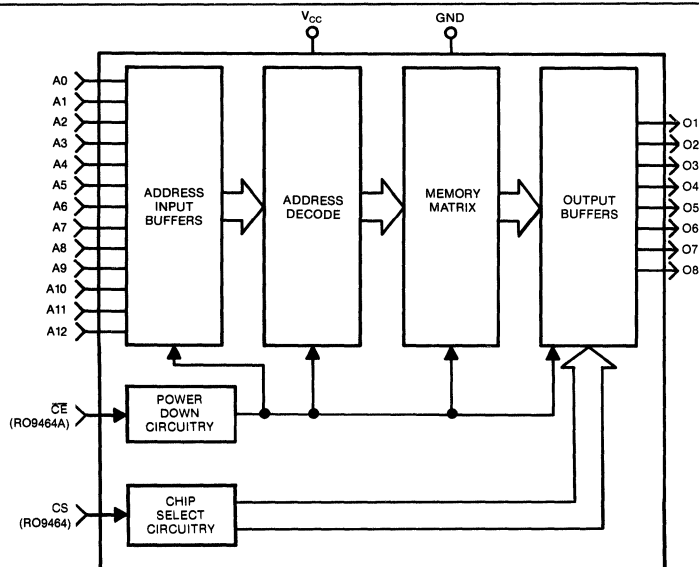 VCC
GND
A0
A1
A2
A3
A4
A5
A6
A7
A8
A9
A10
A11
A12
ADDRESS
INPUT
BUFFERS
ADDRESS
DECODE
MEMORY
MATRIX
OUTPUT
BUFFERS
O1
O2
O3
O4
O5
O6
O7
O8
C̅E̅
(RO9464A)
POWER
DOWN
CIRCUITRY
CS
(RO9464)
CHIP
SELECT
CIRCUITRY